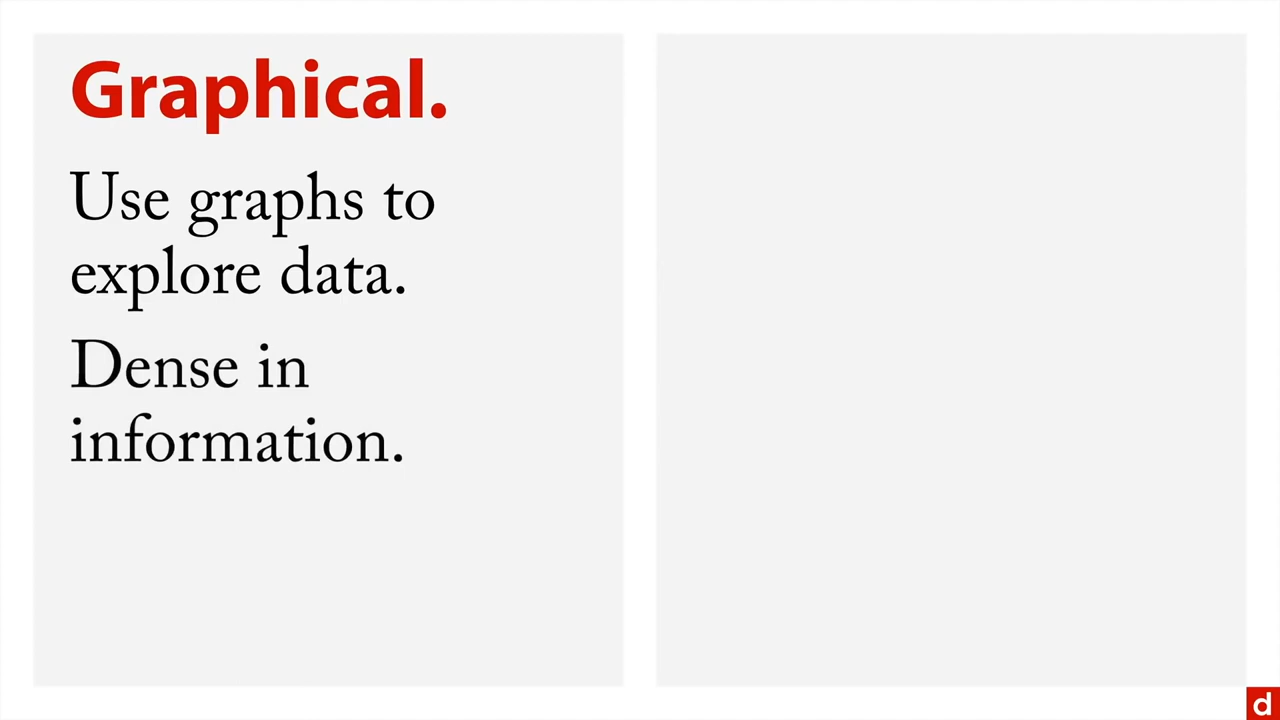 Graphical.
Use graphs to
explore data.
Dense in
information.
d